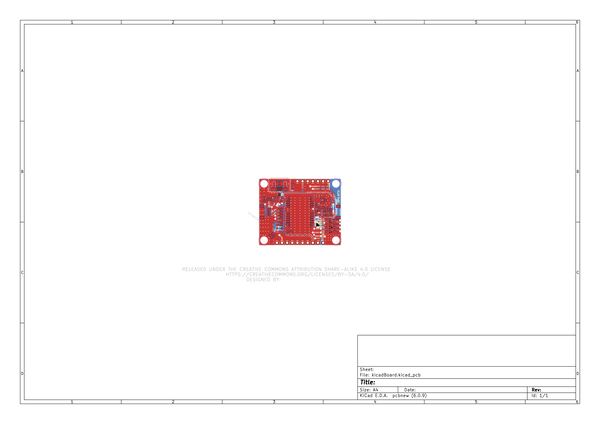 1 2 3 4 5 6
A A
B B
RELEASED UNDER THE CREATIVE COMMONS ATTRIBUTION SHARE-ALIKE 4.0 LICENSE
HTTPS://CREATIVECOMMONS.ORG/LICENSES/BY-SA/4.0/
DESIGNED BY:
C C
Sheet:
File: kicadBoard.kicad_pcb
D D
Title:
Size: A4 Date: Rev:
KiCad E.D.A. pcbnew (6.0.9) Id: 1/1
1 2 3 4 5 6